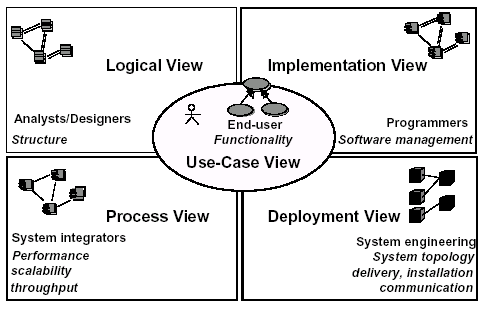 Logical View
Analysts/Designers
Structure
Implementation View
Programmers
Software management
End-user
Functionality
Use-Case View
Process View
System integrators
Performance
scalability
throughput
Deployment View
System engineering
System topology
delivery, installation
communication